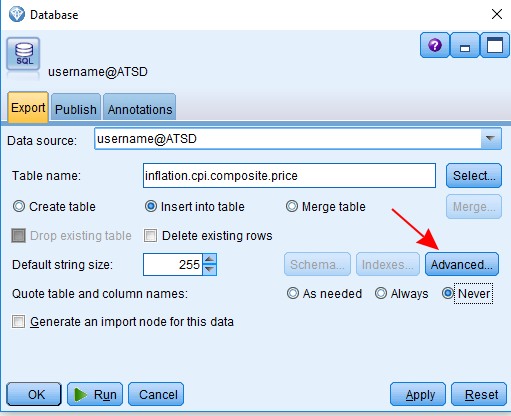 Database
SQL
username@ATSD
Export Publish Annotations
Data source: username@ATSD
Table name: inflation.cpi.composite.price Select...
Create table Insert into table Merge table Merge...
Drop existing table Delete existing rows
Default string size: 255 Schema... Indexes... Advanced...
Quote table and column names: As needed Always Never
Generate an import node for this data
OK Run Cancel Apply Reset